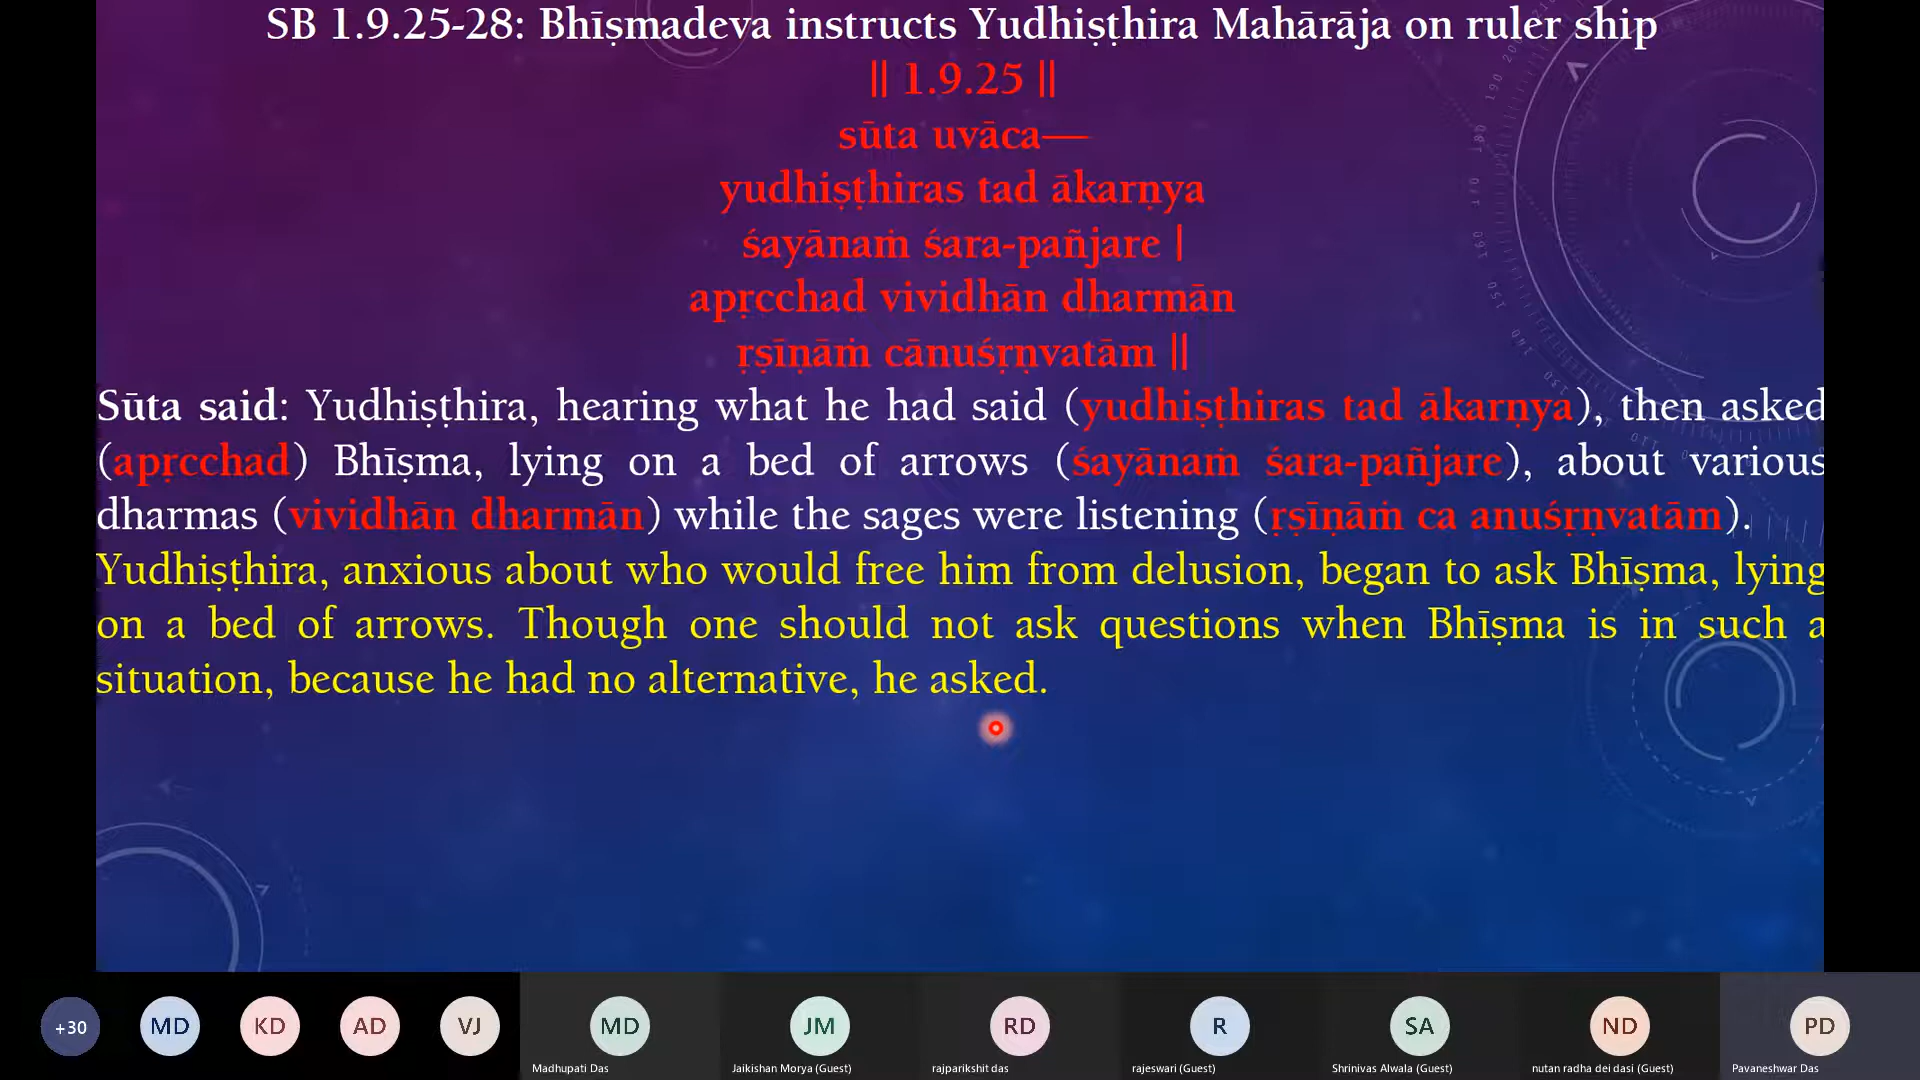 SB 1.9.25-28: Bhīṣmadeva instructs Yudhiṣṭhira Mahārāja on ruler ship
|| 1.9.25 ||
sūta uvāca—
yudhiṣṭhiras tad ākarṇya
śayānaṁ śara-pañjare |
apṛcchad vividhān dharmān
ṛṣīṇāṁ cānuśṛṇvatām ||
Sūta said: Yudhiṣṭhira, hearing what he had said (yudhiṣṭhiras tad ākarṇya), then asked
(apṛcchad) Bhīṣma, lying on a bed of arrows (śayānaṁ śara-pañjare), about various
dharmas (vividhān dharmān) while the sages were listening (ṛṣīṇāṁ ca anuśṛṇvatām).
Yudhiṣṭhira, anxious about who would free him from delusion, began to ask Bhīṣma, lying
on a bed of arrows. Though one should not ask questions when Bhīṣma is in such a
situation, because he had no alternative, he asked.
+30 MD KD AD VJ MD JM RD R SA ND PD
Madhupati Das Jaikishan Morya (Guest) rajparikshit das rajeswari (Guest) Shrinivas Alwala (Guest) nutan radha dei dasi (Guest) Pavaneshwar Das